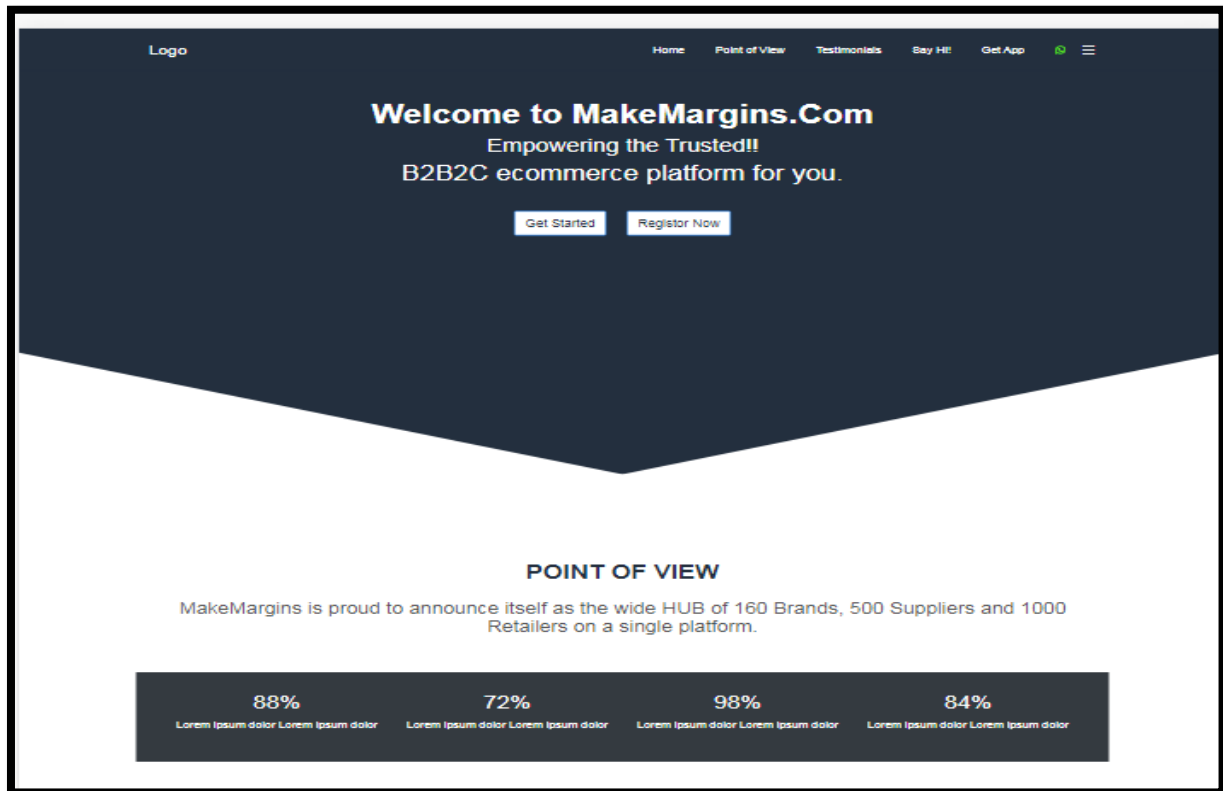 Logo
Home Point of View Testimonials Say Hi! Get App
Welcome to MakeMargins.Com
Empowering the Trusted!!
B2B2C ecommerce platform for you.
Get Started Registor Now
POINT OF VIEW
MakeMargins is proud to announce itself as the wide HUB of 160 Brands, 500 Suppliers and 1000
Retailers on a single platform.
88% 72% 98% 84%
Lorem ipsum dolor Lorem ipsum dolor Lorem ipsum dolor Lorem ipsum dolor Lorem ipsum dolor Lorem ipsum dolor Lorem ipsum dolor Lorem ipsum dolor